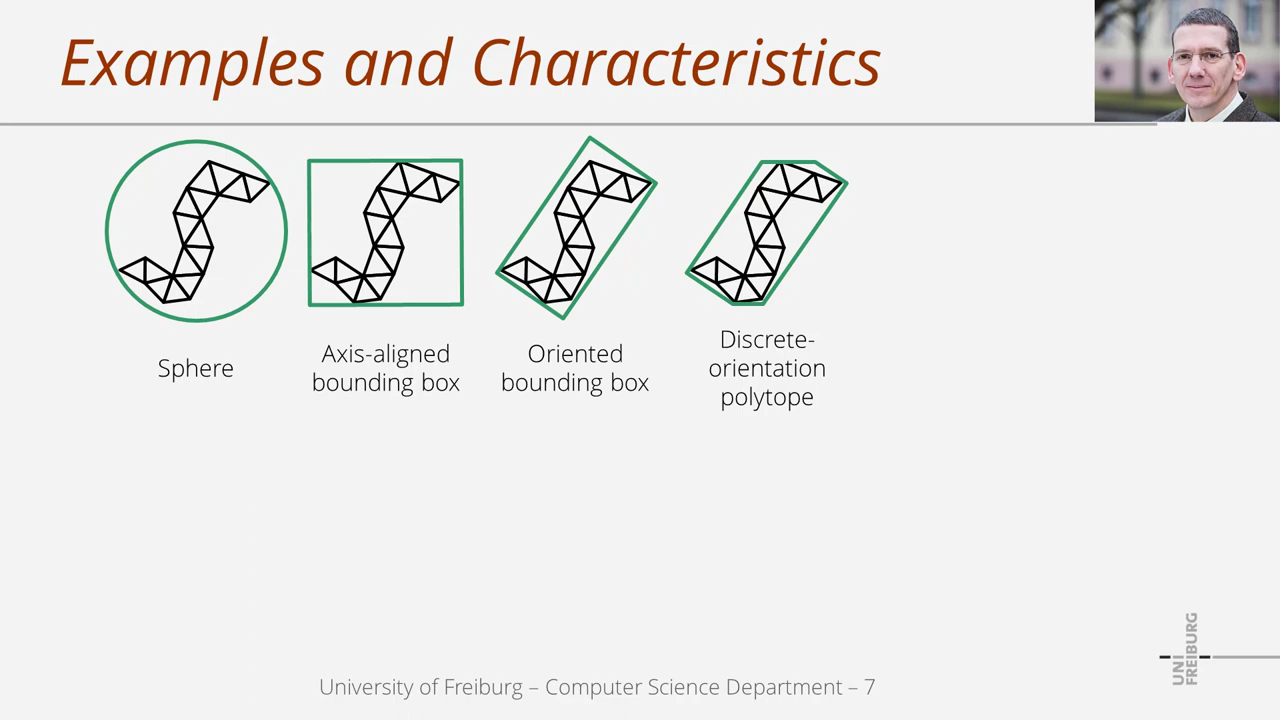 Examples and Characteristics
Sphere
Axis-aligned
bounding box
Oriented
bounding box
Discrete-
orientation
polytope
UNI
FREIBURG
University of Freiburg – Computer Science Department – 7